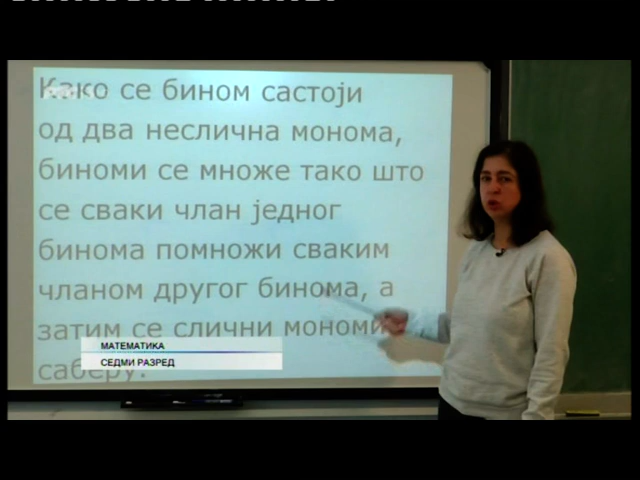 Како се бином састоји
од два неслична монома,
биноми се множе тако што
се сваки члан једног
бинома помножи сваким
чланом другог бинома, а
затим се слични мономи
саберу.
МАТЕМАТИКА
СЕДМИ РАЗРЕД